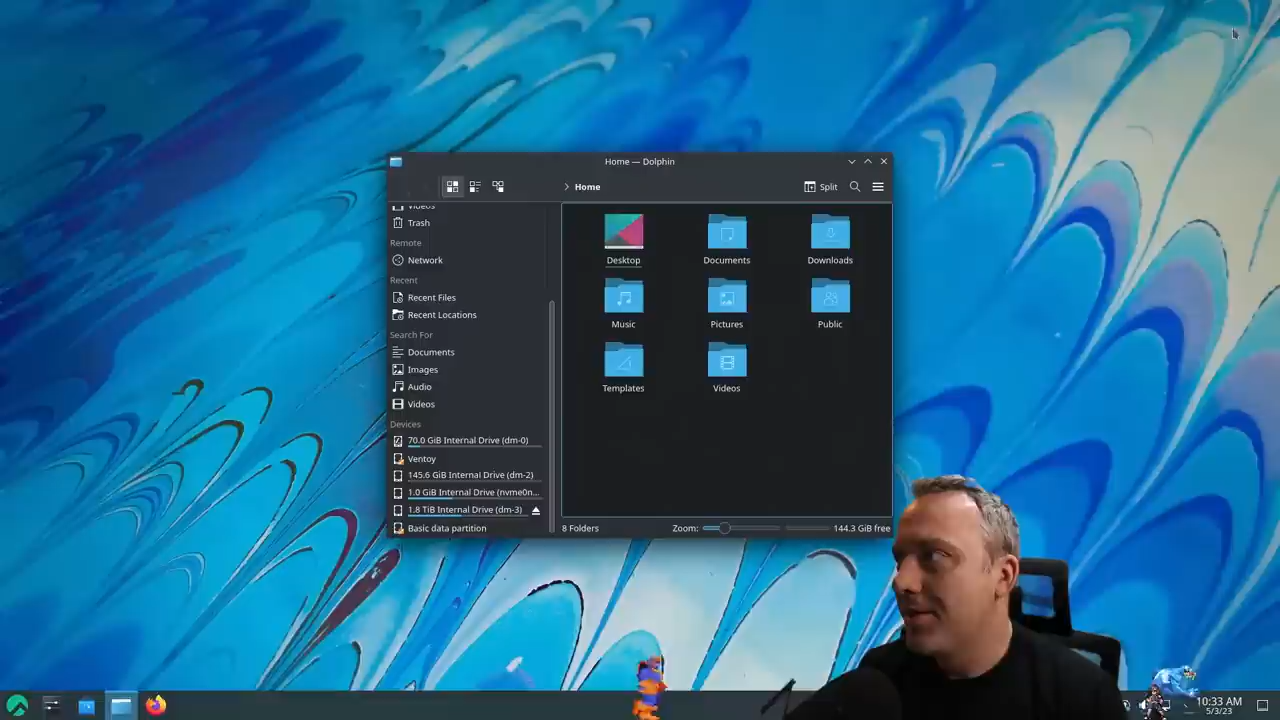 Home — Dolphin
Home
Split
Videos
Trash
Remote
Network
Recent
Recent Files
Recent Locations
Search For
Documents
Images
Audio
Videos
Devices
70.0 GiB Internal Drive (dm-0)
Ventoy
145.6 GiB Internal Drive (dm-2)
1.0 GiB Internal Drive (nvme0n...
1.8 TiB Internal Drive (dm-3)
Basic data partition
Desktop
Documents
Downloads
Music
Pictures
Public
Templates
Videos
8 Folders
Zoom:
144.3 GiB free
10:33 AM
5/3/23